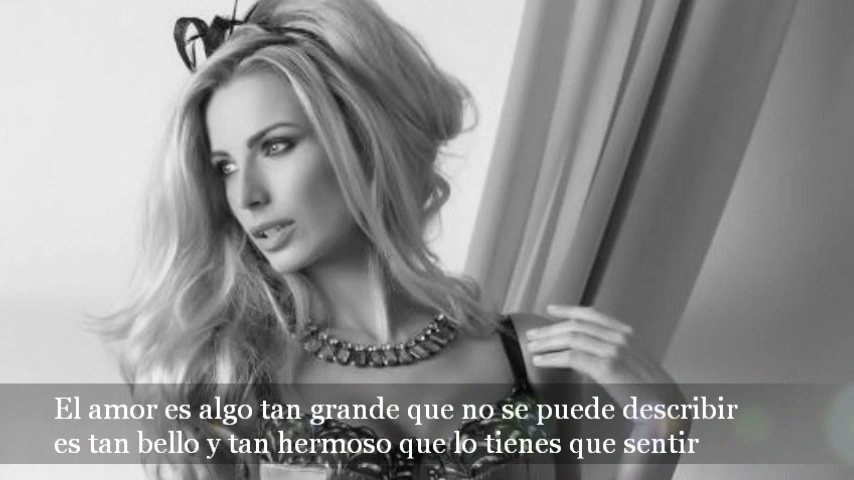 El amor es algo tan grande que no se puede describir
es tan bello y tan hermoso que lo tienes que sentir